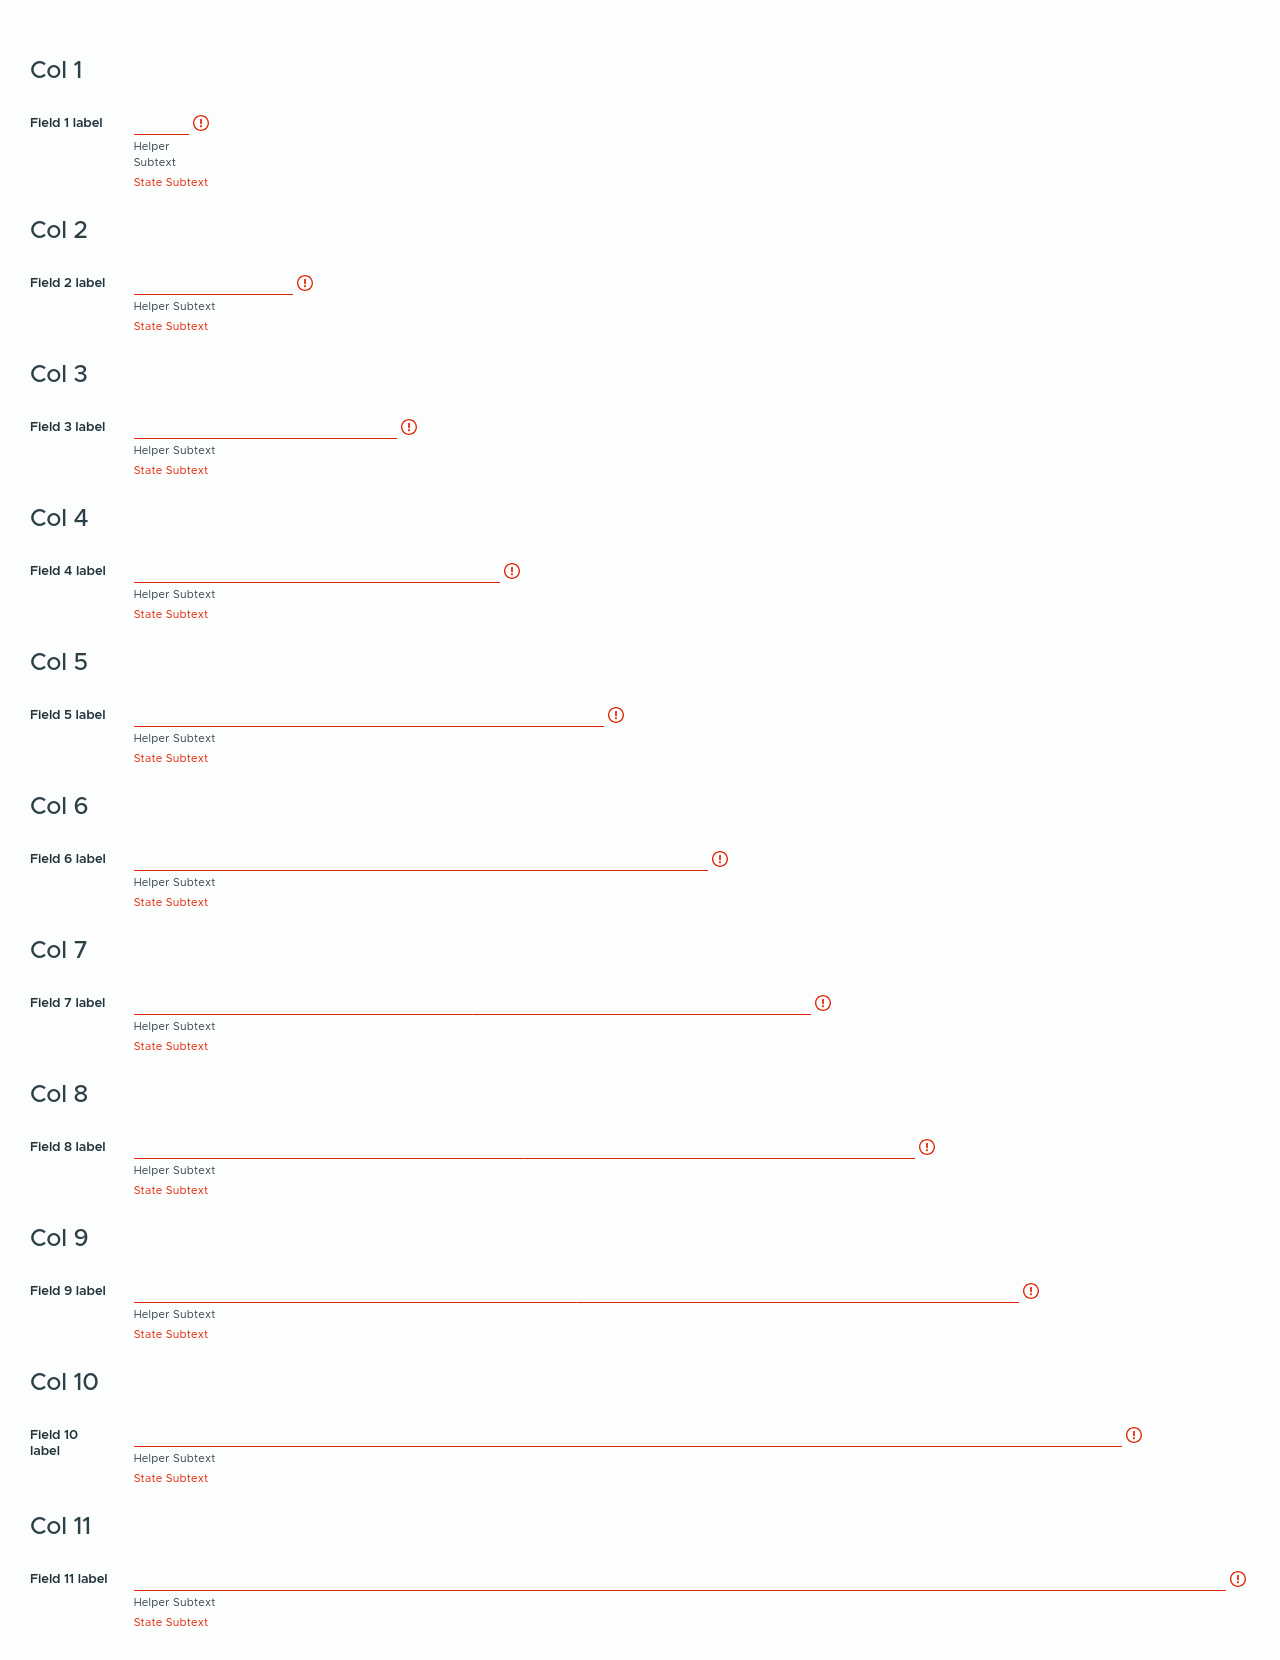 Col 1
Field 1 label
Helper
Subtext
State Subtext
Col 2
Field 2 label
Helper Subtext
State Subtext
Col 3
Field 3 label
Helper Subtext
State Subtext
Col 4
Field 4 label
Helper Subtext
State Subtext
Col 5
Field 5 label
Helper Subtext
State Subtext
Col 6
Field 6 label
Helper Subtext
State Subtext
Col 7
Field 7 label
Helper Subtext
State Subtext
Col 8
Field 8 label
Helper Subtext
State Subtext
Col 9
Field 9 label
Helper Subtext
State Subtext
Col 10
Field 10
label
Helper Subtext
State Subtext
Col 11
Field 11 label
Helper Subtext
State Subtext